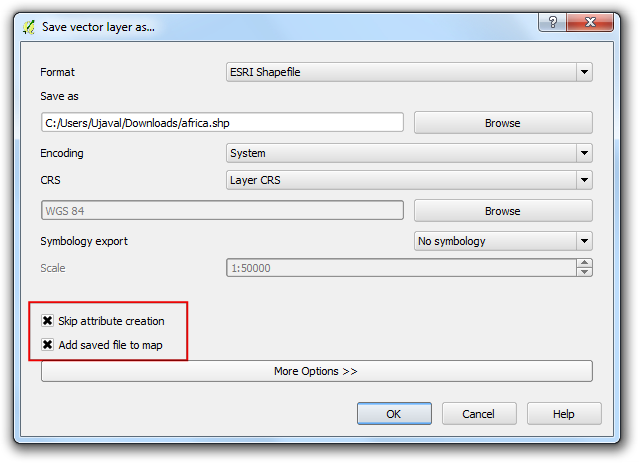 Save vector layer as...
?
Format ESRI Shapefile
Save as
C:/Users/Ujaval/Downloads/africa.shp Browse
Encoding System
CRS Layer CRS
WGS 84 Browse
Symbology export No symbology
Scale 1:50000
Skip attribute creation
Add saved file to map
More Options >>
OK Cancel Help